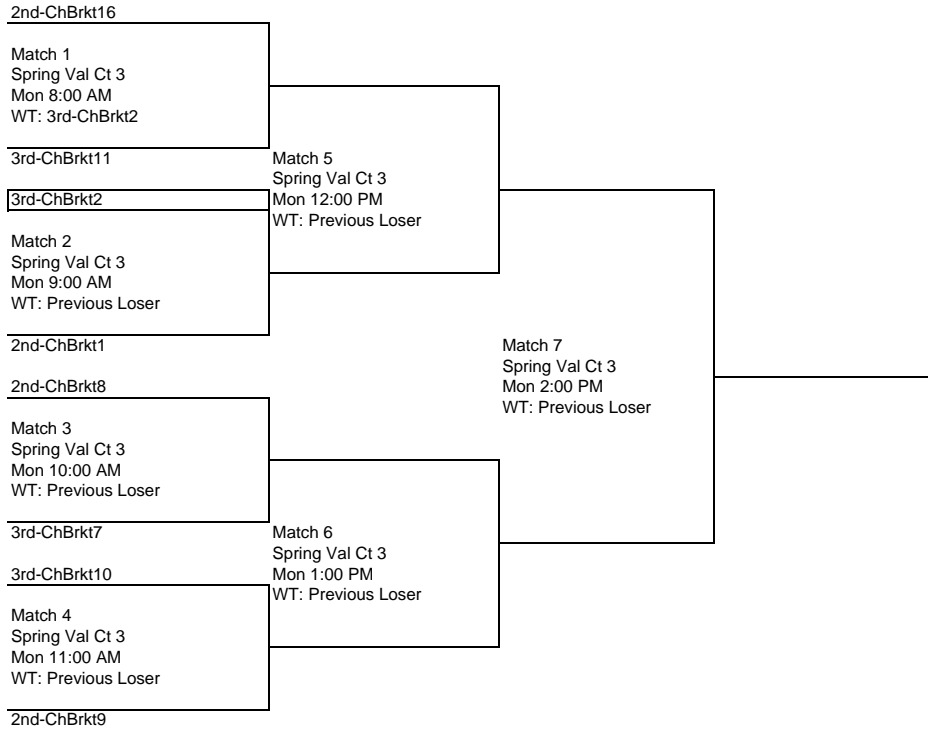 2nd-ChBrkt16
Match 1
Spring Val Ct 3
Mon 8:00 AM
WT: 3rd-ChBrkt2
3rd-ChBrkt11
Match 5
Spring Val Ct 3
Mon 12:00 PM
WT: Previous Loser
3rd-ChBrkt2
Match 2
Spring Val Ct 3
Mon 9:00 AM
WT: Previous Loser
2nd-ChBrkt1
Match 7
Spring Val Ct 3
Mon 2:00 PM
WT: Previous Loser
2nd-ChBrkt8
Match 3
Spring Val Ct 3
Mon 10:00 AM
WT: Previous Loser
3rd-ChBrkt7
Match 6
Spring Val Ct 3
Mon 1:00 PM
WT: Previous Loser
3rd-ChBrkt10
Match 4
Spring Val Ct 3
Mon 11:00 AM
WT: Previous Loser
2nd-ChBrkt9